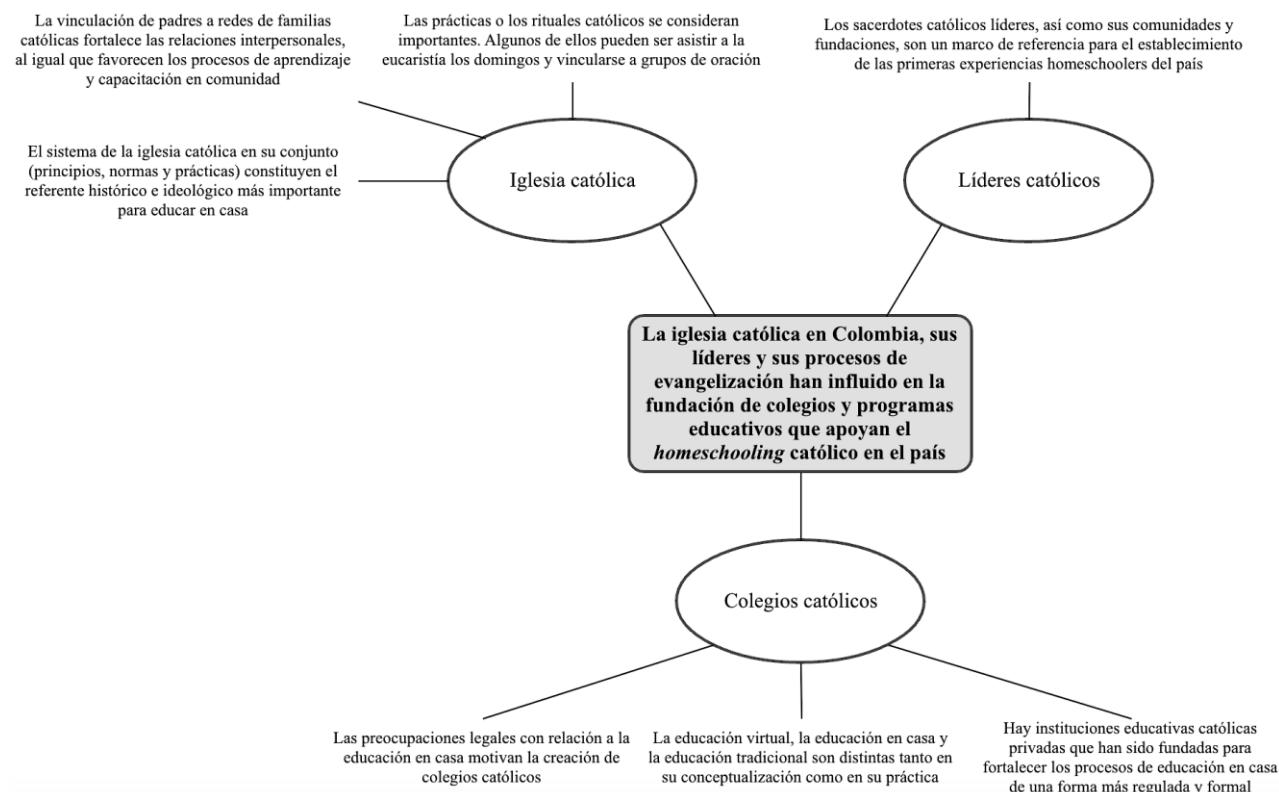 La vinculación de padres a redes de familias
católicas fortalece las relaciones interpersonales,
al igual que favorecen los procesos de aprendizaje
y capacitación en comunidad
Las prácticas o los rituales católicos se consideran
importantes. Algunos de ellos pueden ser asistir a la
eucaristía los domingos y vincularse a grupos de oración
Los sacerdotes católicos líderes, así como sus comunidades y
fundaciones, son un marco de referencia para el establecimiento
de las primeras experiencias homeschoolers del país
El sistema de la iglesia católica en su conjunto
(principios, normas y prácticas) constituyen el
referente histórico e ideológico más importante
para educar en casa
Iglesia católica
Líderes católicos
La iglesia católica en Colombia, sus
líderes y sus procesos de
evangelización han influido en la
fundación de colegios y programas
educativos que apoyan el
homeschooling católico en el país
Colegios católicos
Las preocupaciones legales con relación a la
educación en casa motivan la creación de
colegios católicos
La educación virtual, la educación en casa y
la educación tradicional son distintas tanto en
su conceptualización como en su práctica
Hay instituciones educativas católicas
privadas que han sido fundadas para
fortalecer los procesos de educación en casa
de una forma más regulada y formal